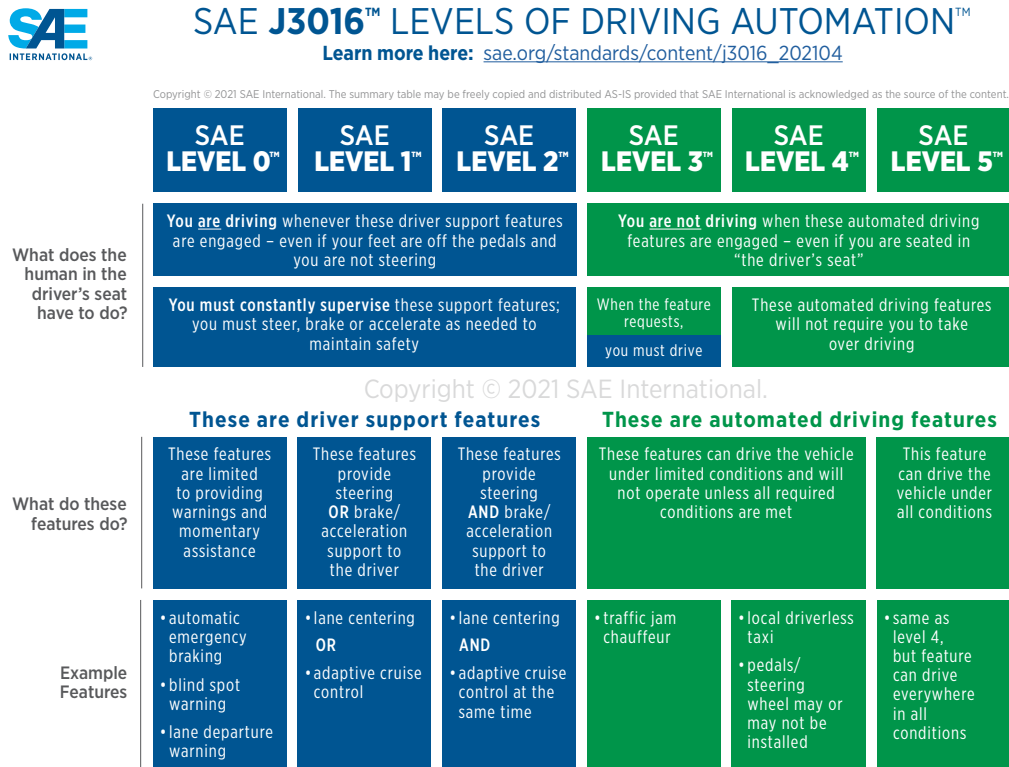 SAE
INTERNATIONAL®
SAE J3016™ LEVELS OF DRIVING AUTOMATION™
Learn more here: sae.org/standards/content/j3016_202104
Copyright © 2021 SAE International. The summary table may be freely copied and distributed AS-IS provided that SAE International is acknowledged as the source of the content.
SAE
LEVEL 0™
SAE
LEVEL 1™
SAE
LEVEL 2™
SAE
LEVEL 3™
SAE
LEVEL 4™
SAE
LEVEL 5™
What does the
human in the
driver's seat
have to do?
You are driving whenever these driver support features
are engaged – even if your feet are off the pedals and
you are not steering
You are not driving when these automated driving
features are engaged – even if you are seated in
“the driver’s seat”
You must constantly supervise these support features;
you must steer, brake or accelerate as needed to
maintain safety
When the feature
requests,
you must drive
These automated driving features
will not require you to take
over driving
Copyright © 2021 SAE International.
These are driver support features
These are automated driving features
What do these
features do?
These features
are limited
to providing
warnings and
momentary
assistance
These features
provide
steering
OR brake/
acceleration
support to
the driver
These features
provide
steering
AND brake/
acceleration
support to
the driver
These features can drive the vehicle
under limited conditions and will
not operate unless all required
conditions are met
This feature
can drive the
vehicle under
all conditions
Example
Features
• automatic
emergency
braking
• blind spot
warning
• lane departure
warning
• lane centering
OR
• adaptive cruise
control
• lane centering
AND
• adaptive cruise
control at the
same time
• traffic jam
chauffeur
• local driverless
taxi
• pedals/
steering
wheel may or
may not be
installed
• same as
level 4,
but feature
can drive
everywhere
in all
conditions